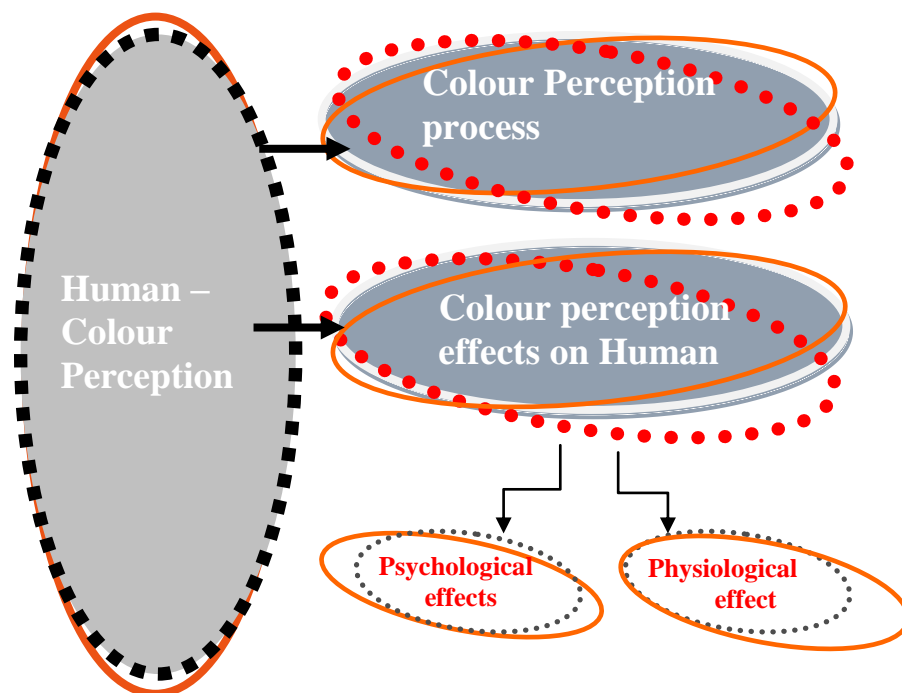 Human –
Colour
Perception
Colour Perception
process
Colour perception
effects on Human
Psychological
effects
Physiological
effect